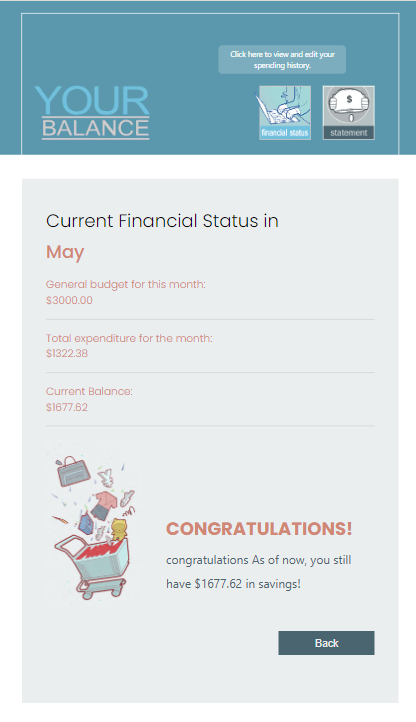 Click here to view and edit your
spending history.
YOUR
BALANCE
$
financial status
statement
Current Financial Status in
May
General budget for this month:
$3000.00
Total expenditure for the month:
$1322.38
Current Balance:
$1677.62
CONGRATULATIONS!
congratulations As of now, you still
have $1677.62 in savings!
Back